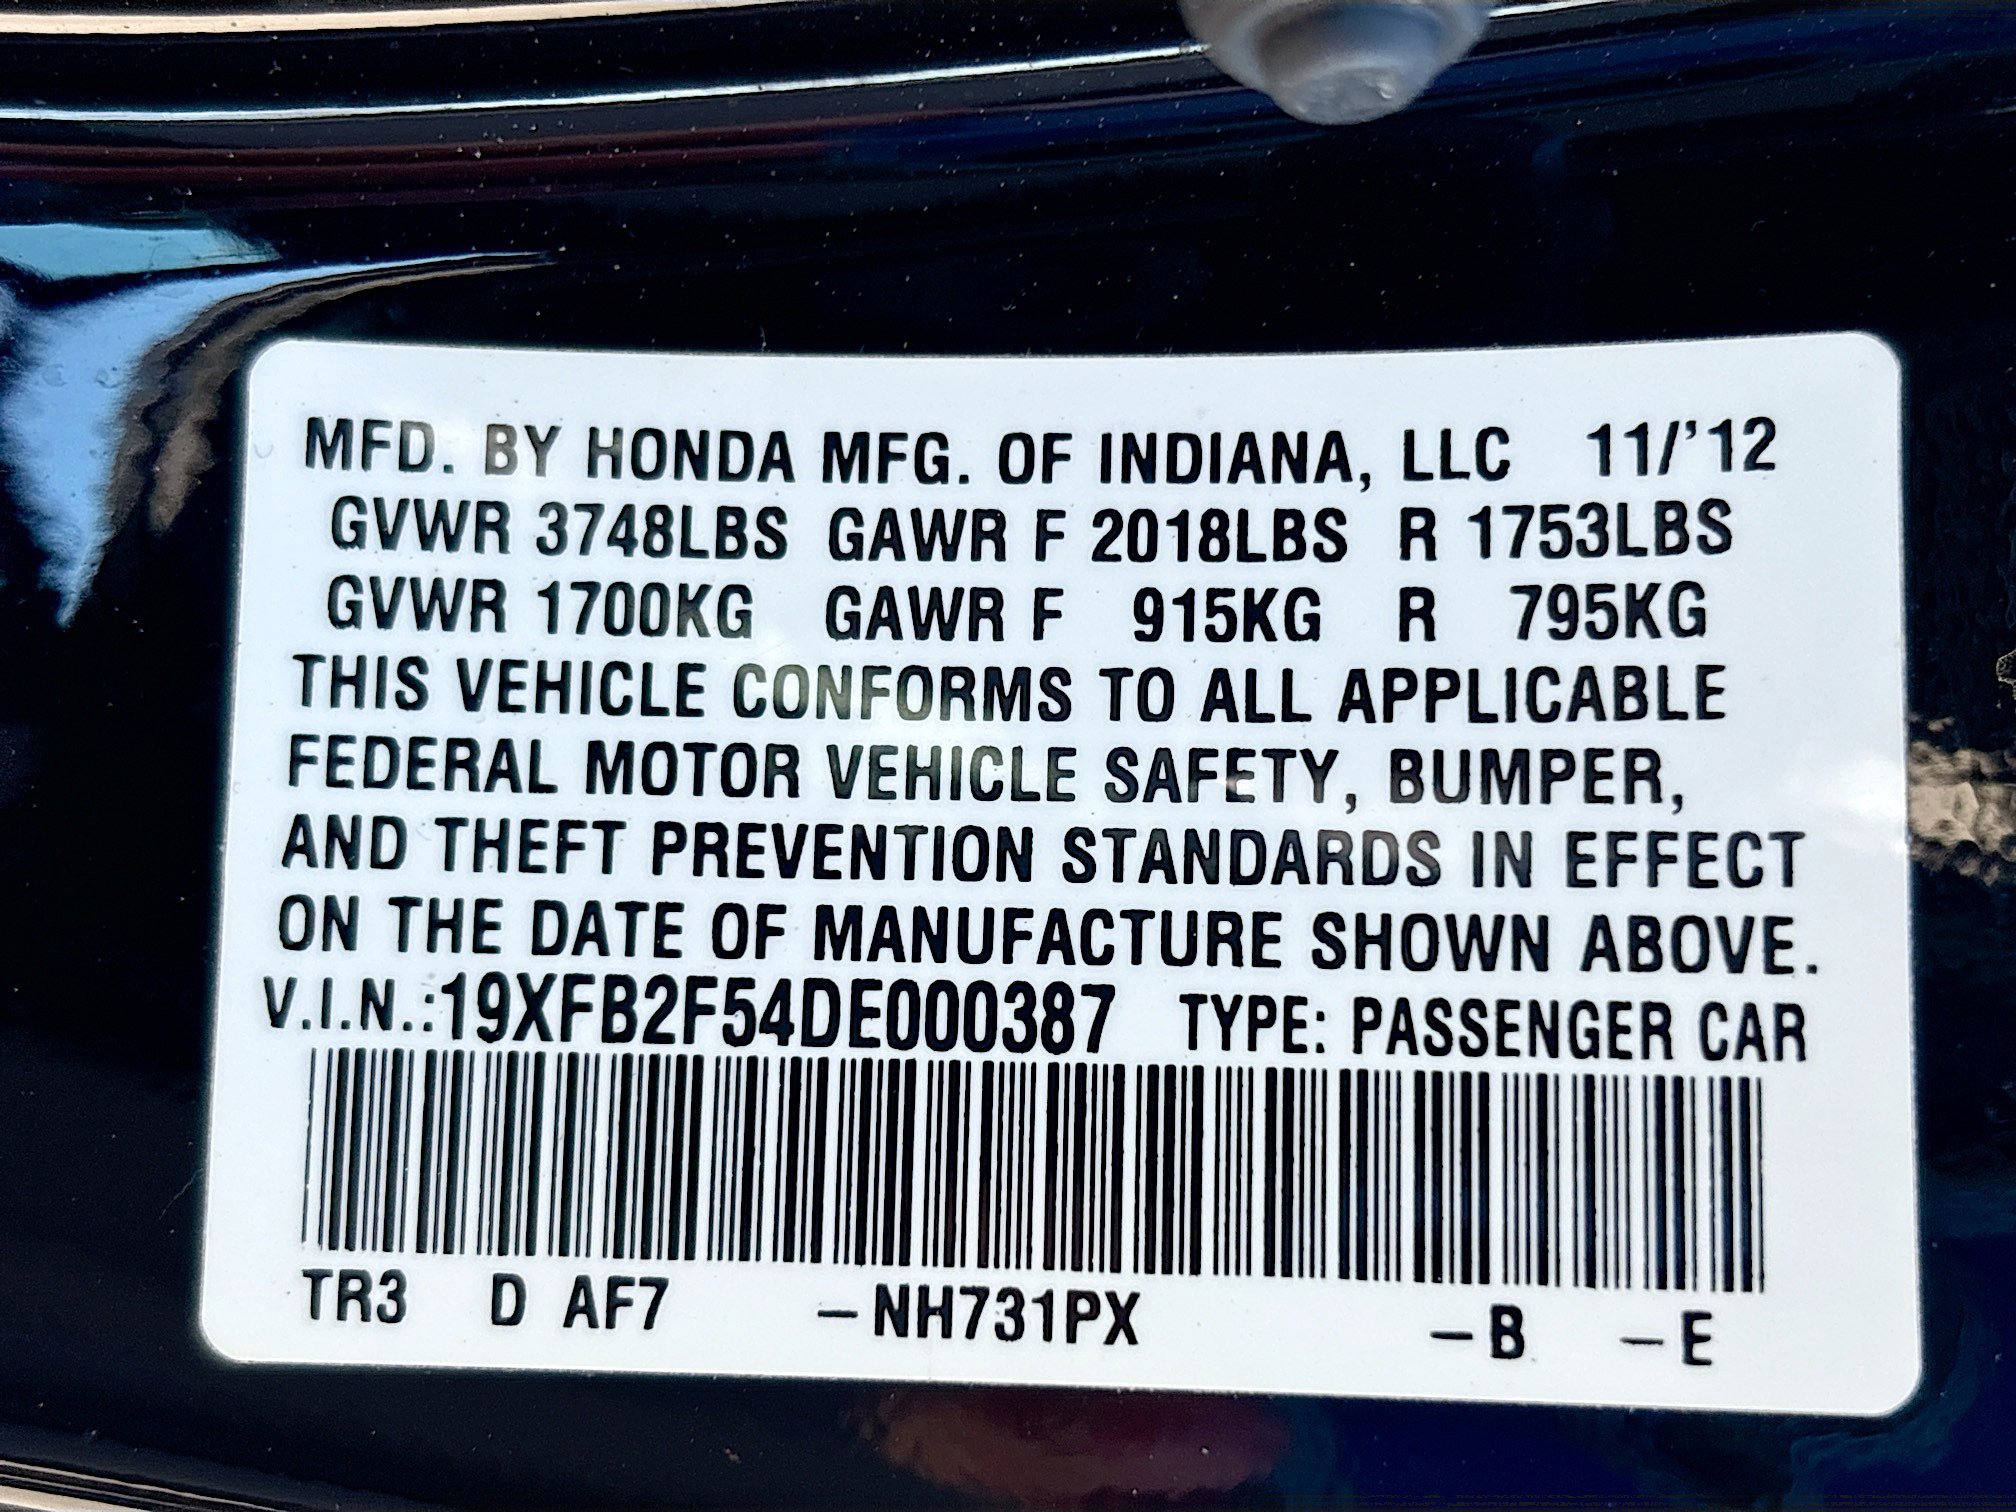 MFD. BY HONDA MFG. OF INDIANA, LLC 11/'12
GVWR 3748LBS GAWR F 2018LBS R 1753LBS
GVWR 1700KG GAWR F 915KG R 795KG
THIS VEHICLE CONFORMS TO ALL APPLICABLE
FEDERAL MOTOR VEHICLE SAFETY, BUMPER,
AND THEFT PREVENTION STANDARDS IN EFFECT
ON THE DATE OF MANUFACTURE SHOWN ABOVE.
V.I.N.:19XFB2F54DE000387 TYPE: PASSENGER CAR
TR3 D AF7 –NH731PX –B –E